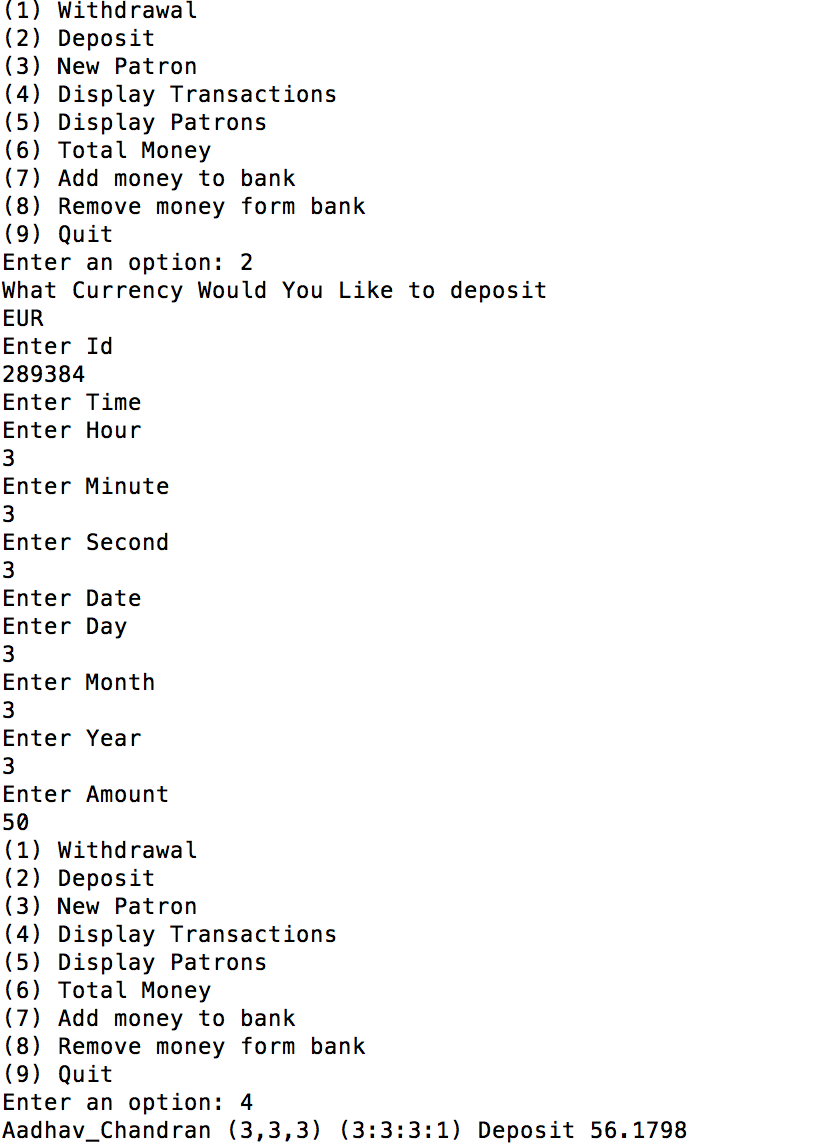 (1) Withdrawal
(2) Deposit
(3) New Patron
(4) Display Transactions
(5) Display Patrons
(6) Total Money
(7) Add money to bank
(8) Remove money form bank
(9) Quit
Enter an option: 2
What Currency Would You Like to deposit
EUR
Enter Id
289384
Enter Time
Enter Hour
3
Enter Minute
3
Enter Second
3
Enter Date
Enter Day
3
Enter Month
3
Enter Year
3
Enter Amount
50
(1) Withdrawal
(2) Deposit
(3) New Patron
(4) Display Transactions
(5) Display Patrons
(6) Total Money
(7) Add money to bank
(8) Remove money form bank
(9) Quit
Enter an option: 4
Aadhav_Chandran (3,3,3) (3:3:3:1) Deposit 56.1798